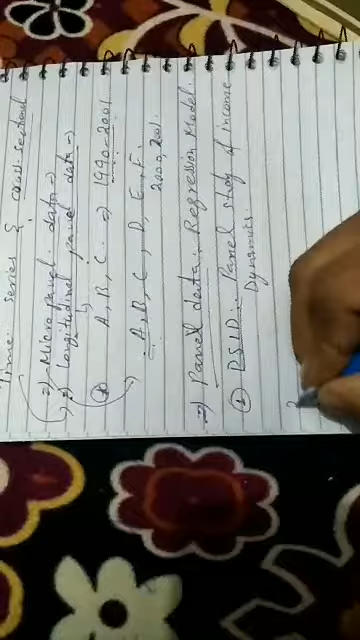 Time series & cross-sectional
→) Micro panel data →
→) Longitudinal panel data →
A, B, C → 1990-2001
A, B, C, D, E, F.
2000, 2001.
⇒) Panel data: Regression Model.
① PSID: Panel study of income
Dynamics